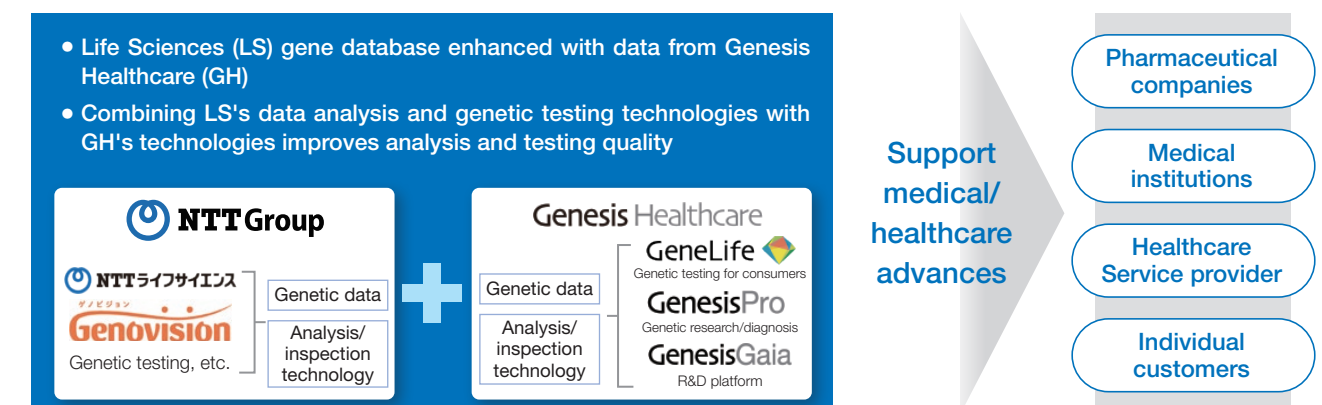 ● Life Sciences (LS) gene database enhanced with data from Genesis
Healthcare (GH)
● Combining LS's data analysis and genetic testing technologies with
GH's technologies improves analysis and testing quality
NTT Group
NTTライフサイエンス
ゲノビジョン
Genovision
Genetic testing, etc.
Genetic data
Analysis/
inspection
technology
Genesis Healthcare
Genetic data
Analysis/
inspection
technology
GeneLife
Genetic testing for consumers
GenesisPro
Genetic research/diagnosis
GenesisGaia
R&D platform
Support
medical/
healthcare
advances
Pharmaceutical
companies
Medical
institutions
Healthcare
Service provider
Individual
customers